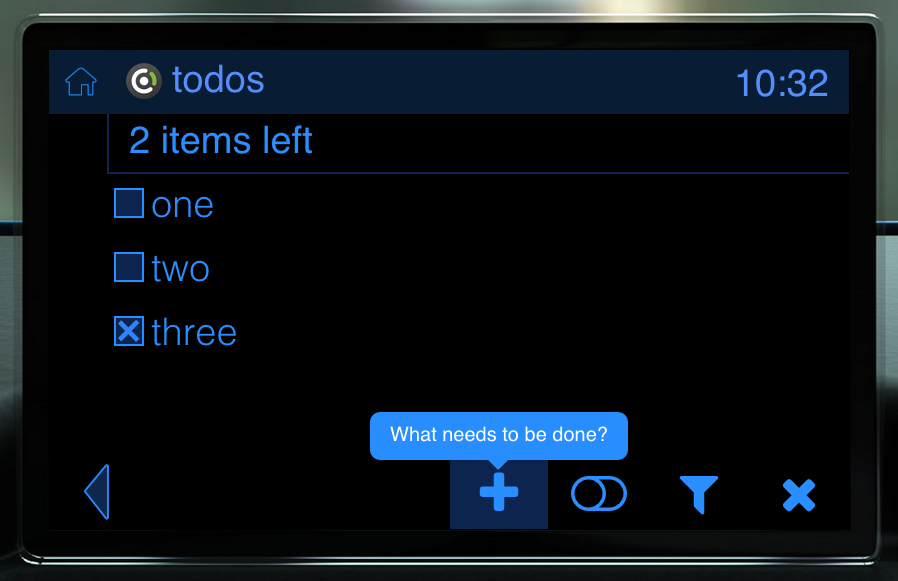 todos
10:32
2 items left
one
two
three
What needs to be done?